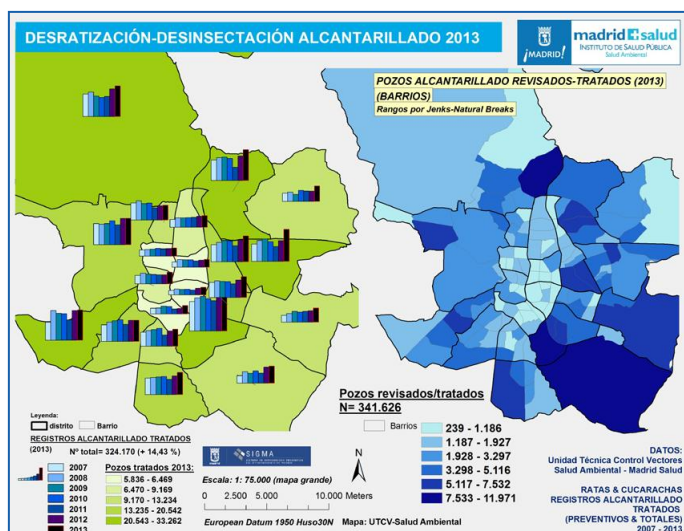 DESRATIZACIÓN-DESINSECTACIÓN ALCANTARILLADO 2013
¡MADRID!
madrid+salud
INSTITUTO DE SALUD PÚBLICA
Salud Ambiental
POZOS ALCANTARILLADO REVISADOS-TRATADOS (2013)
(BARRIOS)
Rangos por Jenks-Natural Breaks
Leyenda:
distrito
Barrio
REGISTROS ALCANTARILLADO TRATADOS
(2013)
Nº total= 324.170 (+ 14,43 %)
2007
2008
2009
2010
2011
2012
2013
Pozos tratados 2013:
5.836 - 6.469
6.470 - 9.169
9.170 - 13.234
13.235 - 20.542
20.543 - 33.262
SIGMA
Escala: 1: 75.000 (mapa grande)
0 2.500 5.000 10.000 Meters
European Datum 1950 Huso30N
Mapa: UTCV-Salud Ambiental
N
Pozos revisados/tratados
N= 341.626
Barrios
239 - 1.186
1.187 - 1.927
1.928 - 3.297
3.298 - 5.116
5.117 - 7.532
7.533 - 11.971
DATOS:
Unidad Técnica Control Vectores
Salud Ambiental - Madrid Salud
RATAS & CUCARACHAS
REGISTROS ALCANTARILLADO
TRATADOS
(PREVENTIVOS & TOTALES)
2007 - 2013